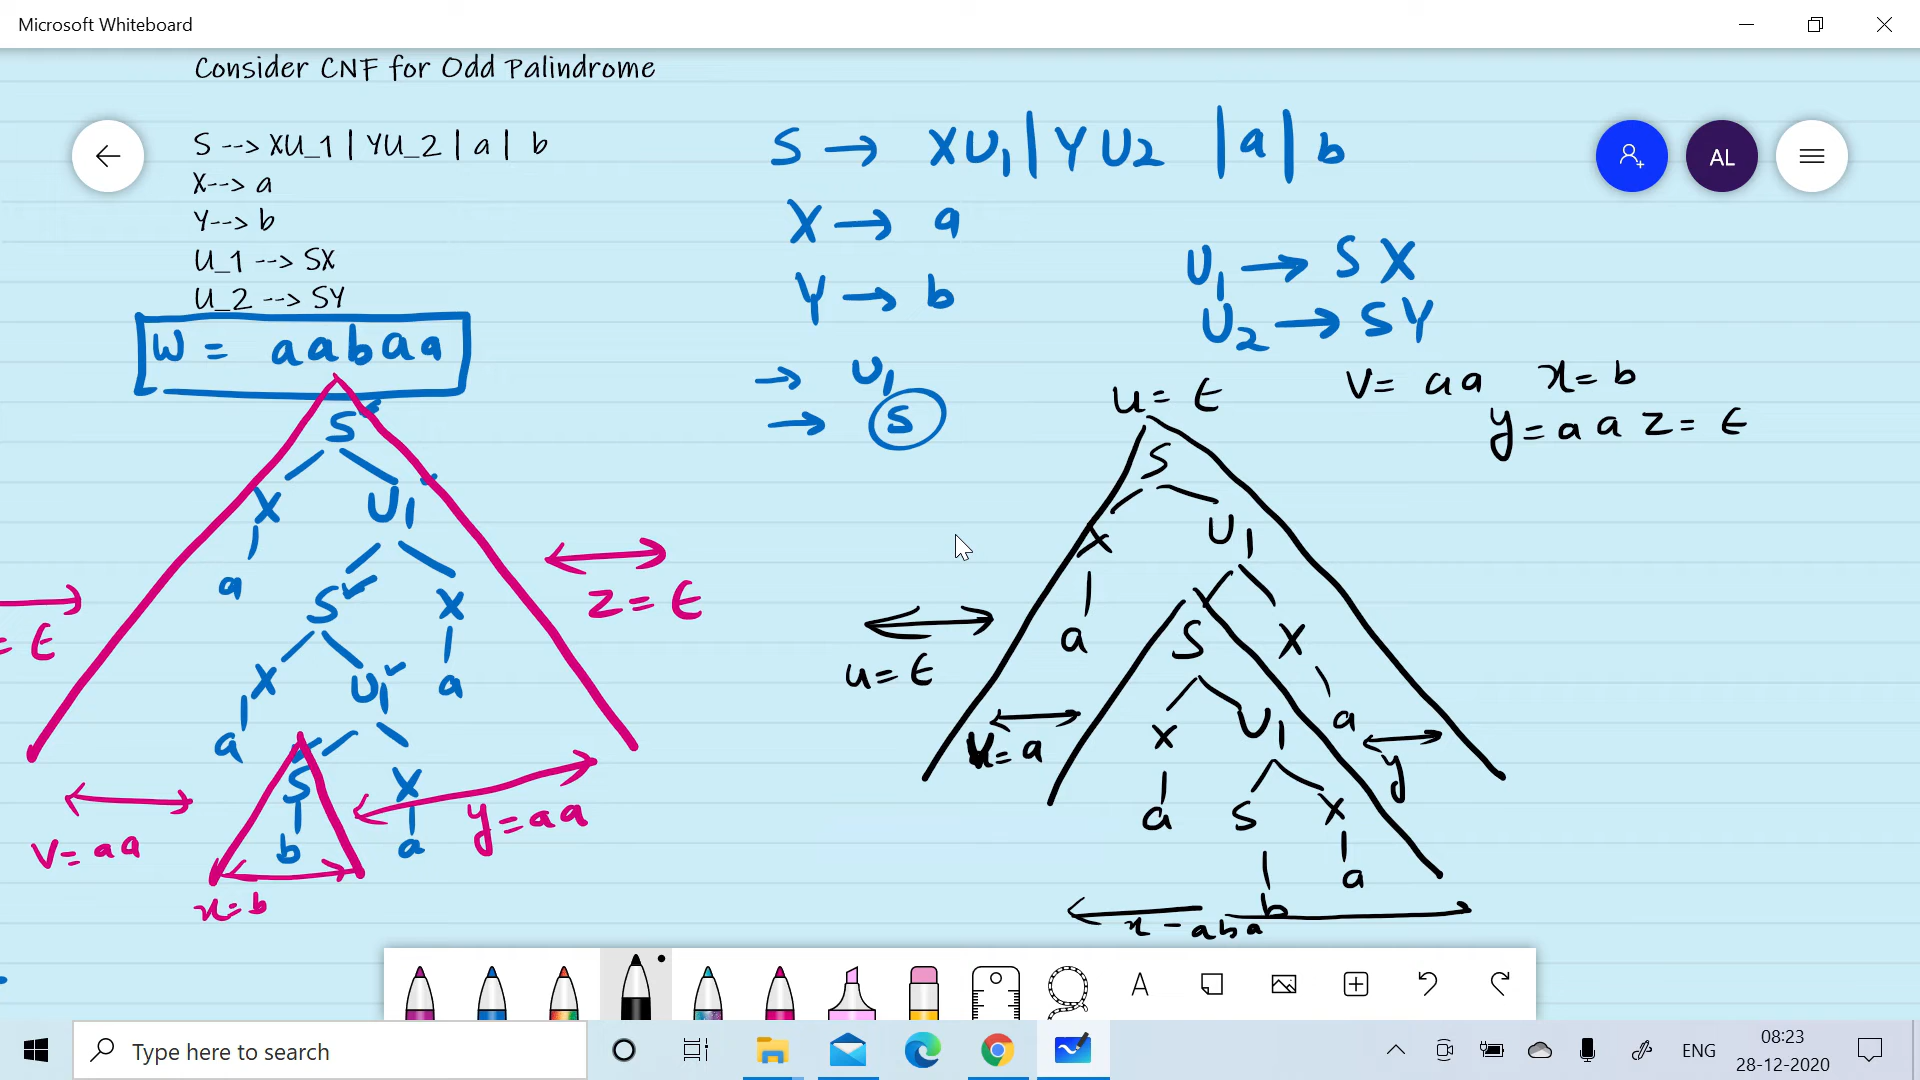 Microsoft Whiteboard
Consider CNF for Odd Palindrome
S --> XU_1 | YU_2 | a | b
X--> a
Y--> b
U_1 --> SX
U_2 --> SY
W = aabaa
S → XU1 | YU2 | a | b
X → a
Y → b
U1 → SX
U2 → SY
→ U1
→ S
AL
S
X U1
a
S X
X U1 a
a
S X
b a
= ϵ
z = ϵ
v = aa
y = aa
x = b
u = ϵ
v = aa x = b
y = aa z = ϵ
S
X U1
a
S X
X U1 a
a S X
b a
u = ϵ
v = a
y
x = aba
A
Type here to search
ENG
08:23
28-12-2020